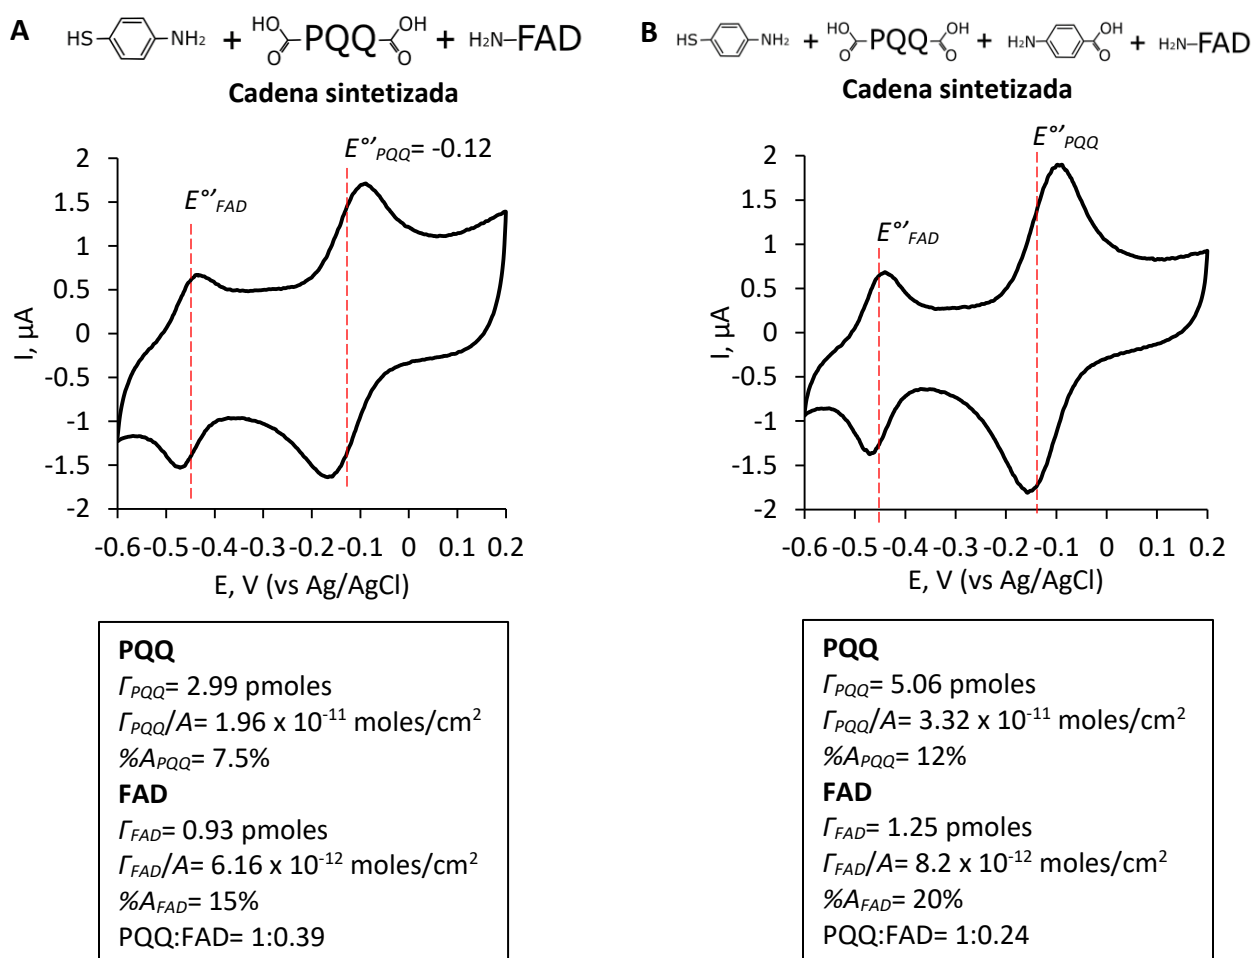 A
HS NH₂ + HO O PQQ OH O + H₂N–FAD
Cadena sintetizada
E°’PQQ= -0.12
E°’FAD
2
1.5
1
0.5
0
-0.5
-1
-1.5
-2
I, µA
-0.6 -0.5 -0.4 -0.3 -0.2 -0.1 0 0.1 0.2
E, V (vs Ag/AgCl)
PQQ
ΓPQQ= 2.99 pmoles
ΓPQQ/A= 1.96 x 10⁻¹¹ moles/cm²
%APQQ= 7.5%
FAD
ΓFAD= 0.93 pmoles
ΓFAD/A= 6.16 x 10⁻¹² moles/cm²
%AFAD= 15%
PQQ:FAD= 1:0.39
B
HS NH₂ + HO O PQQ OH O + H₂N OH O + H₂N–FAD
Cadena sintetizada
E°’PQQ
E°’FAD
2
1.5
1
0.5
0
-0.5
-1
-1.5
-2
I, µA
-0.6 -0.5 -0.4 -0.3 -0.2 -0.1 0 0.1 0.2
E, V (vs Ag/AgCl)
PQQ
ΓPQQ= 5.06 pmoles
ΓPQQ/A= 3.32 x 10⁻¹¹ moles/cm²
%APQQ= 12%
FAD
ΓFAD= 1.25 pmoles
ΓFAD/A= 8.2 x 10⁻¹² moles/cm²
%AFAD= 20%
PQQ:FAD= 1:0.24